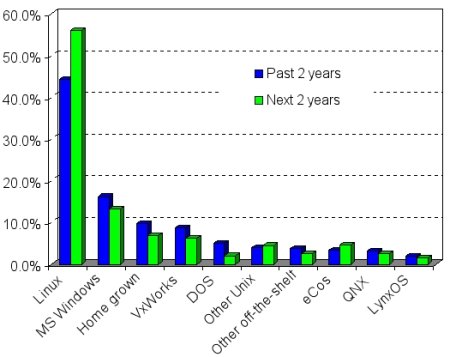 60.0%
50.0%
40.0%
30.0%
20.0%
10.0%
0.0%
Past 2 years
Next 2 years
Linux
MS Windows
Home grown
VxWorks
DOS
Other Unix
Other off-the-shelf
eCos
QNX
LynxOS